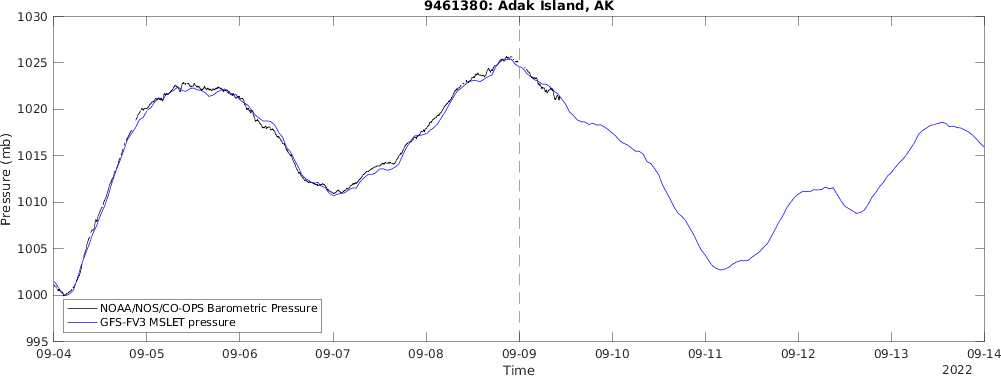 9461380: Adak Island, AK
Pressure (mb)
1030
1025
1020
1015
1010
1005
1000
995
NOAA/NOS/CO-OPS Barometric Pressure
GFS-FV3 MSLET pressure
09-04 09-05 09-06 09-07 09-08 09-09 09-10 09-11 09-12 09-13 09-14
Time
2022